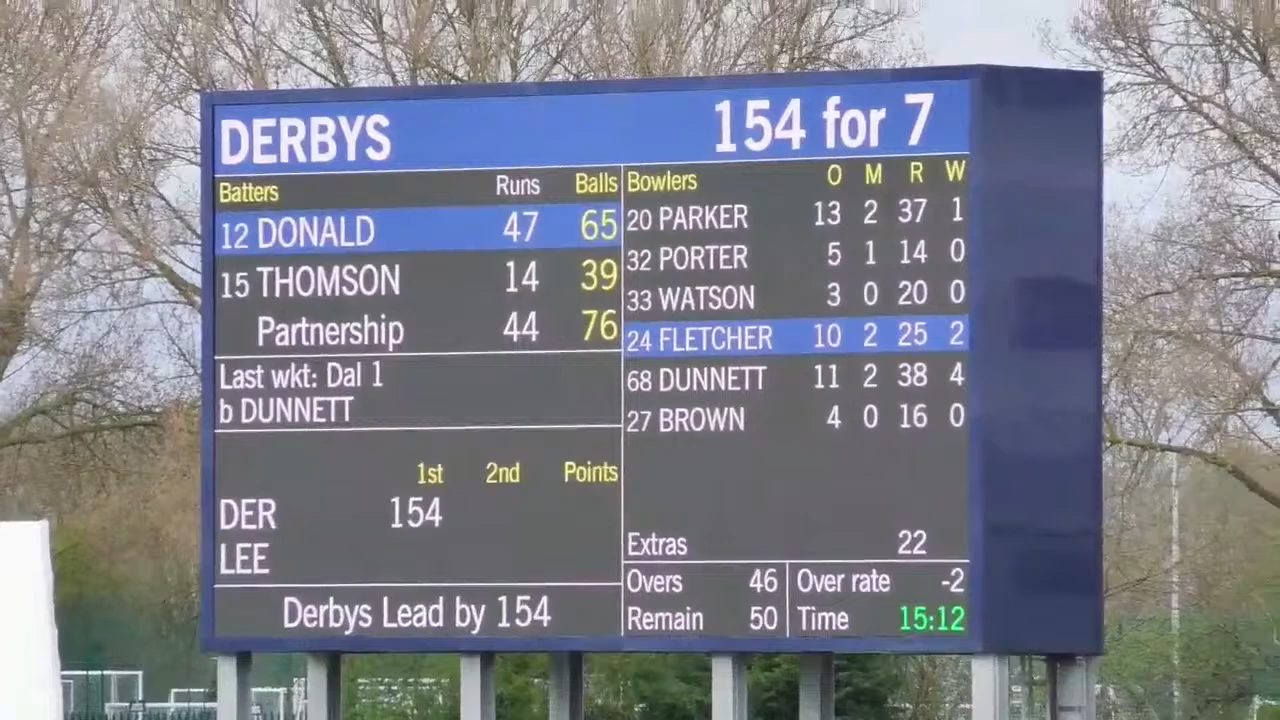 DERBYS 154 for 7
Batters Runs Balls
12 DONALD 47 65
15 THOMSON 14 39
Partnership 44 76
Last wkt: Dal 1
b DUNNETT
1st 2nd Points
DER 154
LEE
Derbys Lead by 154
Bowlers O M R W
20 PARKER 13 2 37 1
32 PORTER 5 1 14 0
33 WATSON 3 0 20 0
24 FLETCHER 10 2 25 2
68 DUNNETT 11 2 38 4
27 BROWN 4 0 16 0
Extras 22
Overs 46 Over rate -2
Remain 50 Time 15:12